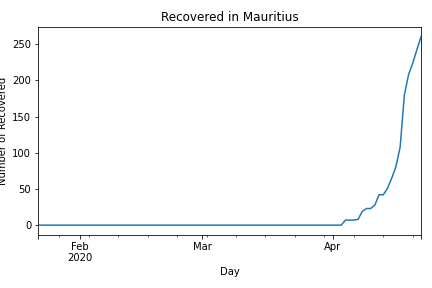 Recovered in Mauritius
Number of Recovered
250
200
150
100
50
0
Feb
2020
Mar
Apr
Day